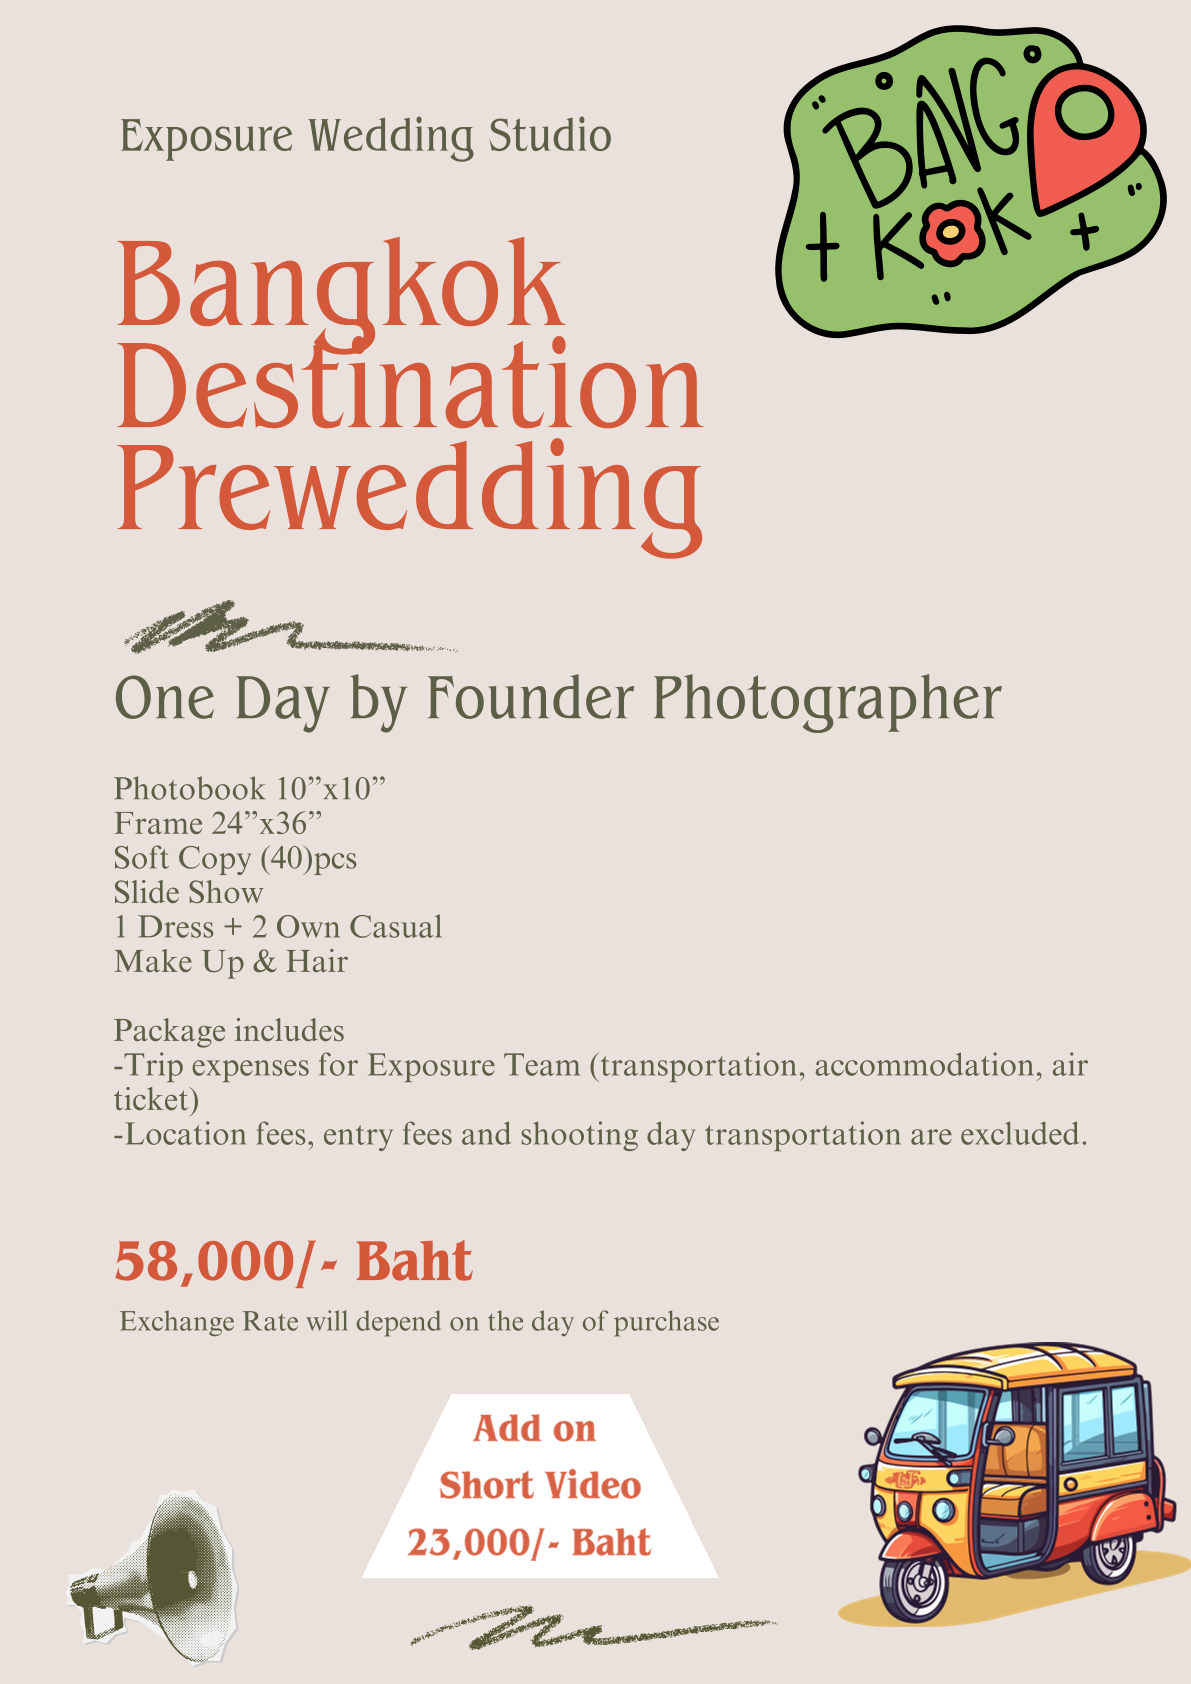 Exposure Wedding Studio
BANG
KOK
Bangkok
Destination
Prewedding
One Day by Founder Photographer
Photobook 10”x10”
Frame 24”x36”
Soft Copy (40)pcs
Slide Show
1 Dress + 2 Own Casual
Make Up & Hair
Package includes
-Trip expenses for Exposure Team (transportation, accommodation, air
ticket)
-Location fees, entry fees and shooting day transportation are excluded.
58,000/- Baht
Exchange Rate will depend on the day of purchase
Add on
Short Video
23,000/- Baht